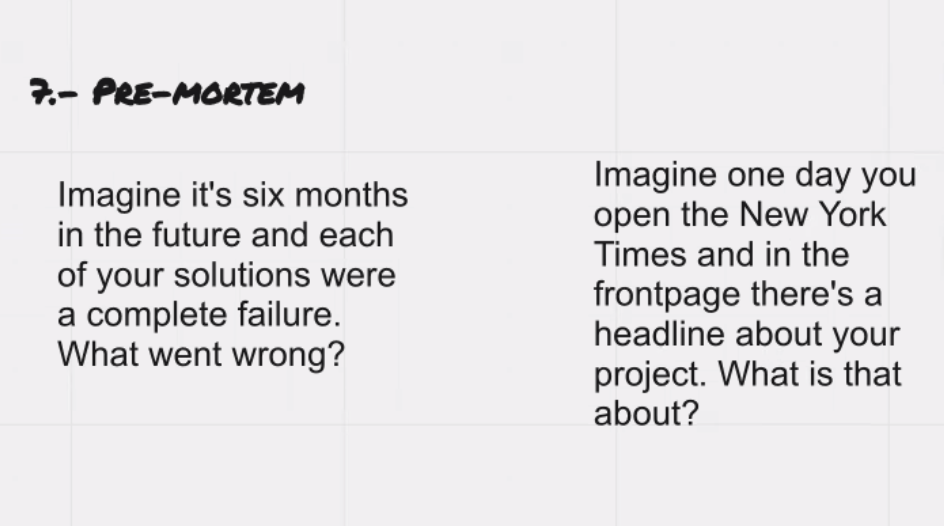 7.- PRE-MORTEM
Imagine it's six months
in the future and each
of your solutions were
a complete failure.
What went wrong?
Imagine one day you
open the New York
Times and in the
frontpage there's a
headline about your
project. What is that
about?